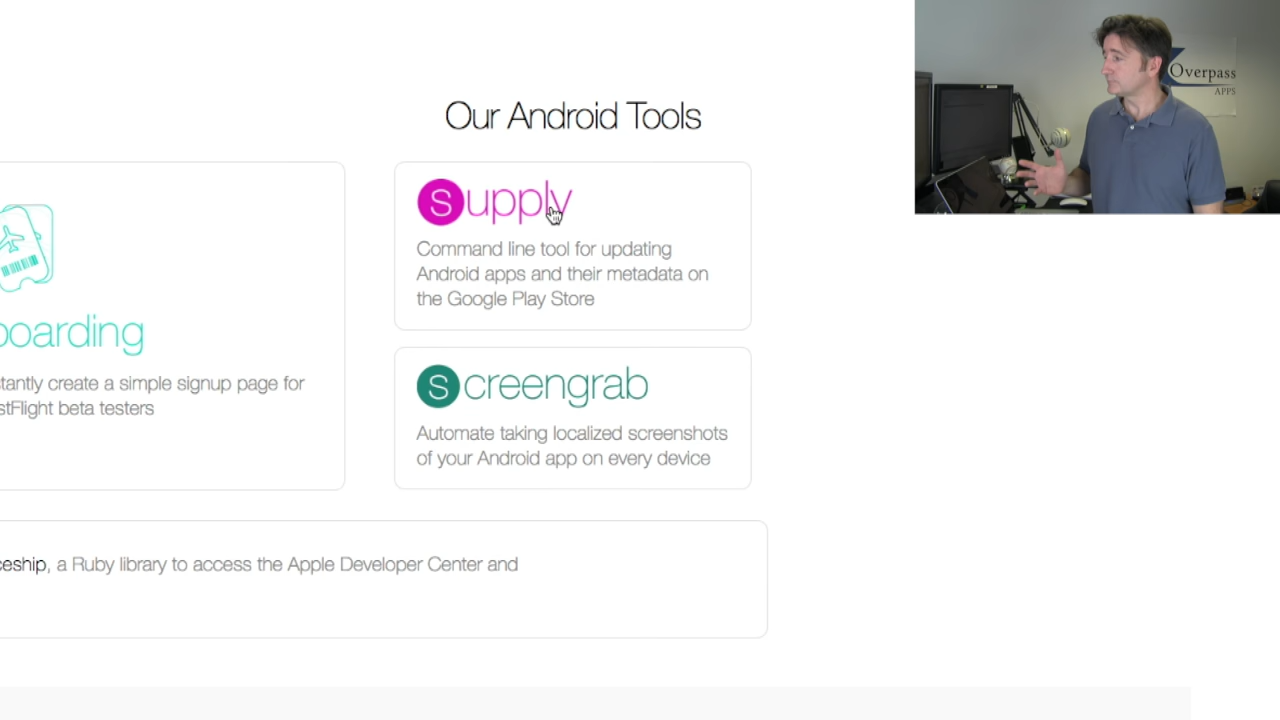 Overpass
APPS
Our Android Tools
supply
Command line tool for updating
Android apps and their metadata on
the Google Play Store
boarding
tantly create a simple signup page for
stFlight beta testers
screengrab
Automate taking localized screenshots
of your Android app on every device
ceship, a Ruby library to access the Apple Developer Center and